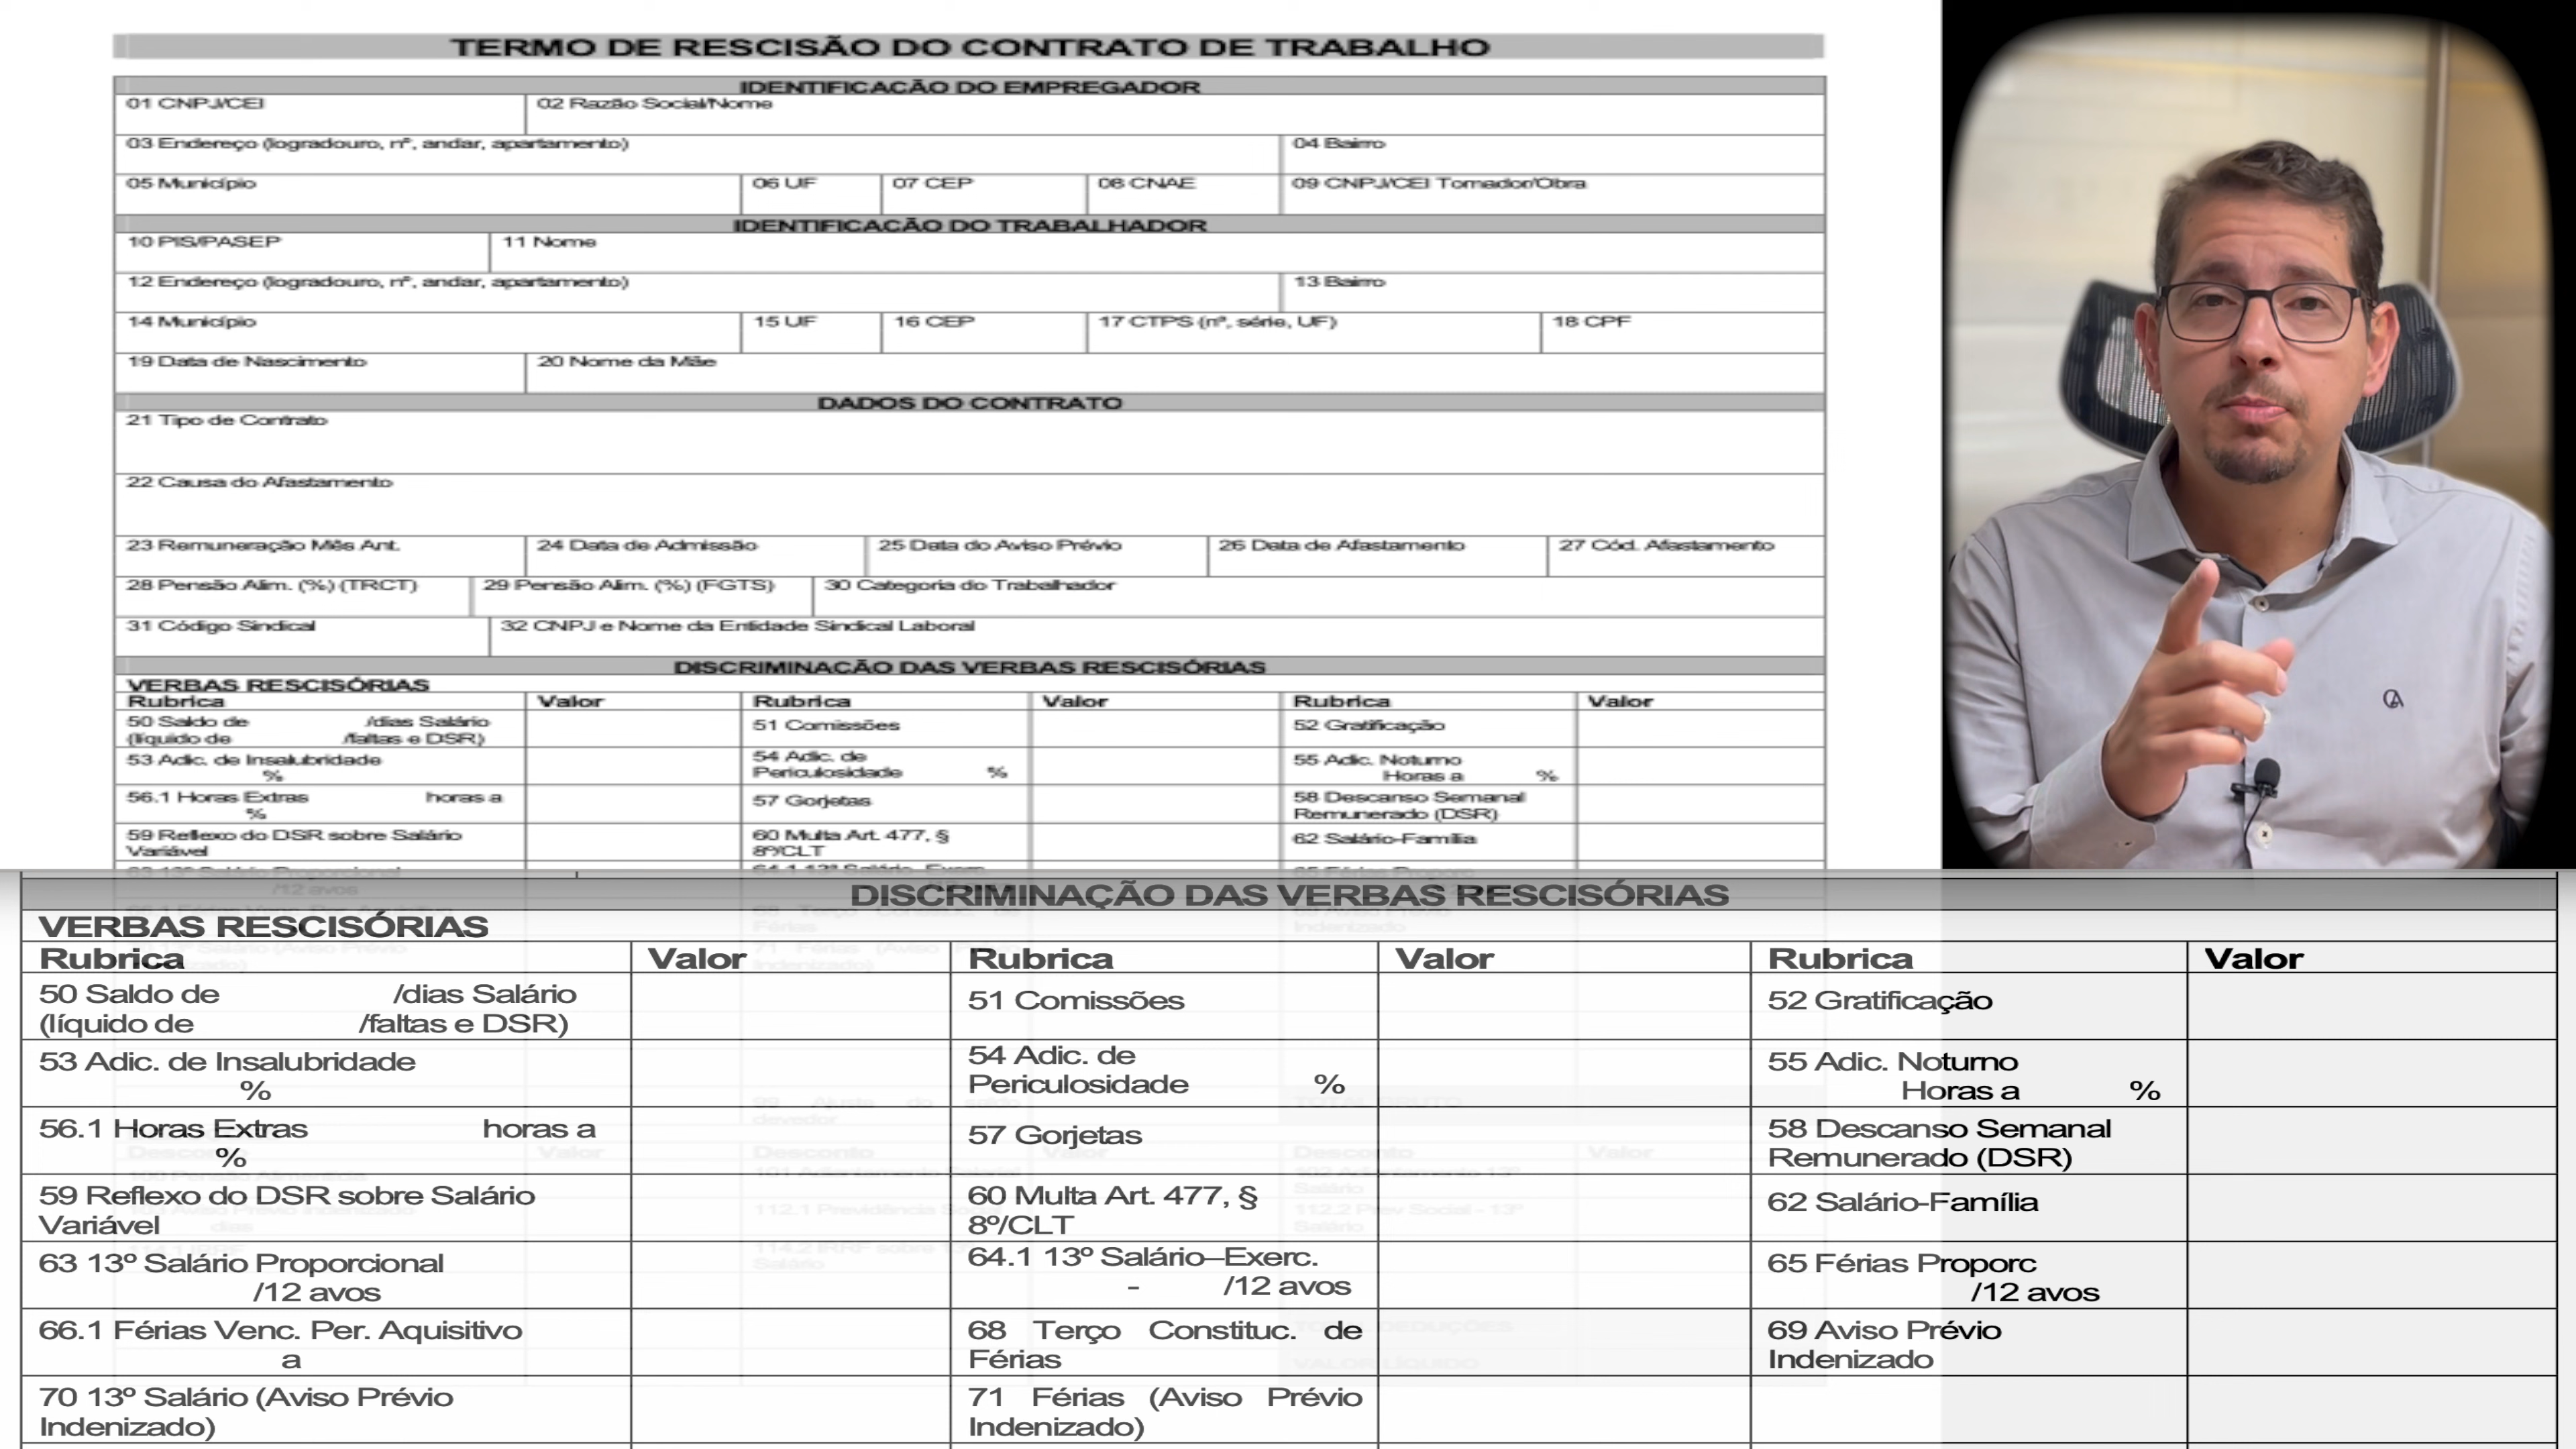 TERMO DE RESCISÃO DO CONTRATO DE TRABALHO
IDENTIFICAÇÃO DO EMPREGADOR
01 CNPJ/CEI
02 Razão Social/Nome
03 Endereço (logradouro, nº, andar, apartamento)
04 Bairro
05 Município
06 UF
07 CEP
08 CNAE
09 CNPJ/CEI Tomador/Obra
IDENTIFICAÇÃO DO TRABALHADOR
10 PIS/PASEP
11 Nome
12 Endereço (logradouro, nº, andar, apartamento)
13 Bairro
14 Município
15 UF
16 CEP
17 CTPS (nº, série, UF)
18 CPF
19 Data de Nascimento
20 Nome da Mãe
DADOS DO CONTRATO
21 Tipo de Contrato
22 Causa do Afastamento
23 Remuneração Mês Ant.
24 Data de Admissão
25 Data do Aviso Prévio
26 Data de Afastamento
27 Cód. Afastamento
28 Pensão Alim. (%) (TRCT)
29 Pensão Alim. (%) (FGTS)
30 Categoria do Trabalhador
31 Código Sindical
32 CNPJ e Nome da Entidade Sindical Laboral
DISCRIMINAÇÃO DAS VERBAS RESCISÓRIAS
VERBAS RESCISÓRIAS
Rubrica Valor Rubrica Valor Rubrica Valor
50 Saldo de /dias Salário
(líquido de /faltas e DSR)
51 Comissões
52 Gratificação
53 Adic. de Insalubridade
%
54 Adic. de
Periculosidade %
55 Adic. Noturno
Horas a %
56.1 Horas Extras horas a
%
57 Gorjetas
58 Descanso Semanal
Remunerado (DSR)
59 Reflexo do DSR sobre Salário
Variável
60 Multa Art. 477, §
8º/CLT
62 Salário-Família
DISCRIMINAÇÃO DAS VERBAS RESCISÓRIAS
VERBAS RESCISÓRIAS
Rubrica Valor Rubrica Valor Rubrica Valor
50 Saldo de /dias Salário
(líquido de /faltas e DSR)
51 Comissões
52 Gratificação
53 Adic. de Insalubridade
%
54 Adic. de
Periculosidade %
55 Adic. Noturno
Horas a %
56.1 Horas Extras horas a
%
57 Gorjetas
58 Descanso Semanal
Remunerado (DSR)
59 Reflexo do DSR sobre Salário
Variável
60 Multa Art. 477, §
8º/CLT
62 Salário-Família
63 13º Salário Proporcional
/12 avos
64.1 13º Salário–Exerc.
- /12 avos
65 Férias Proporc
/12 avos
66.1 Férias Venc. Per. Aquisitivo
a
68 Terço Constituc. de
Férias
69 Aviso Prévio
Indenizado
70 13º Salário (Aviso Prévio
Indenizado)
71 Férias (Aviso Prévio
Indenizado)